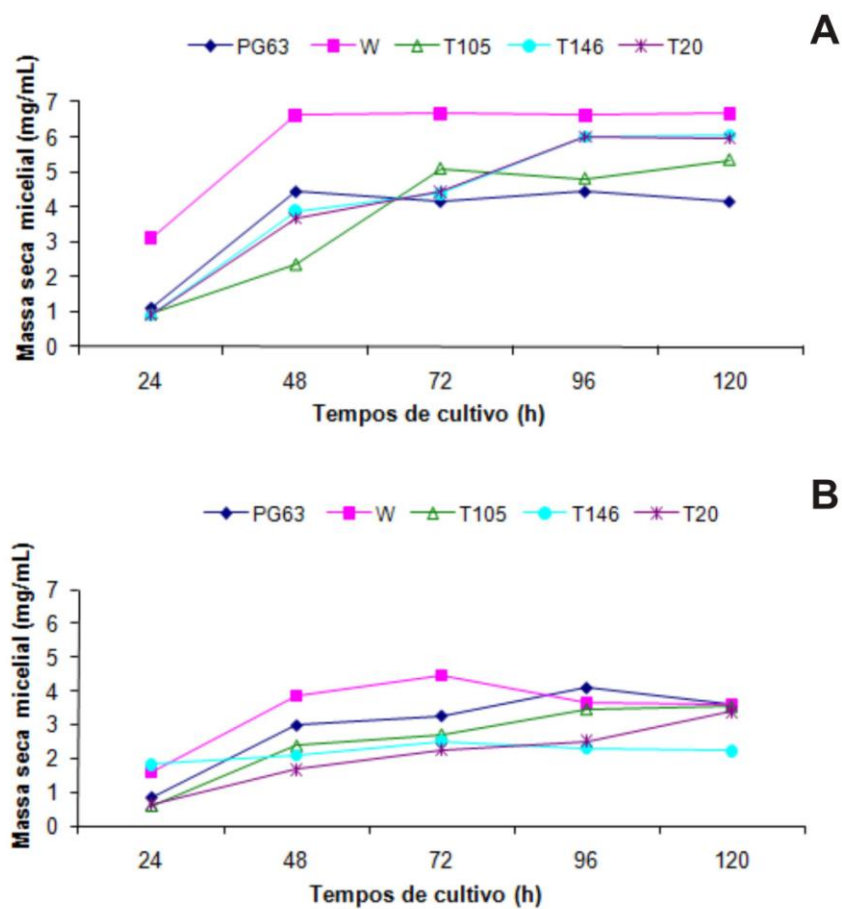 A
PG63 W T105 T146 T20
Massa seca micelial (mg/mL)
7
6
5
4
3
2
1
0
24 48 72 96 120
Tempos de cultivo (h)
B
PG63 W T105 T146 T20
Massa seca micelial (mg/mL)
7
6
5
4
3
2
1
0
24 48 72 96 120
Tempos de cultivo (h)